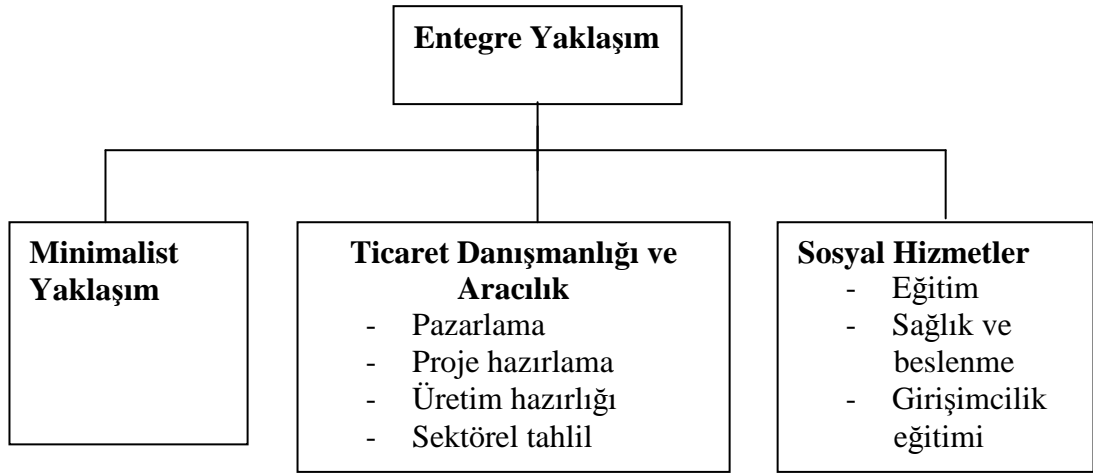 Entegre Yaklaşım
Minimalist
Yaklaşım
Ticaret Danışmanlığı ve
Aracılık
- Pazarlama
- Proje hazırlama
- Üretim hazırlığı
- Sektörel tahlil
Sosyal Hizmetler
- Eğitim
- Sağlık ve
beslenme
- Girişimcilik
eğitimi